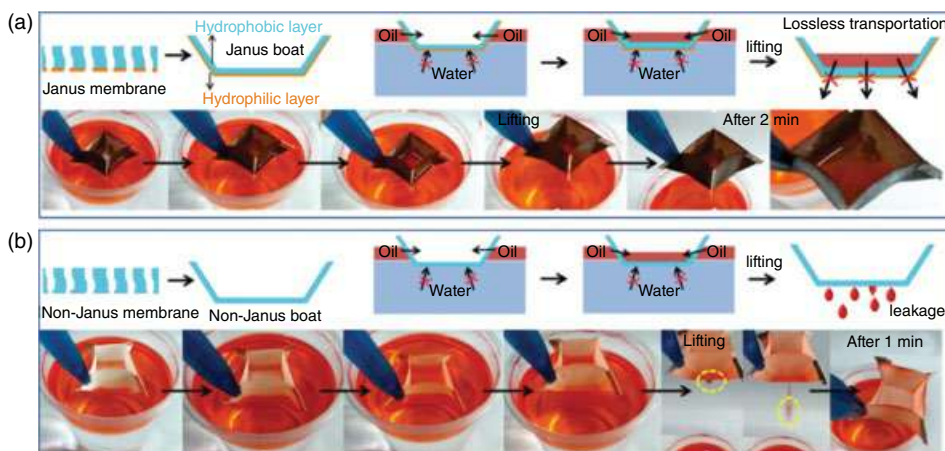 (a)
Hydrophobic layer
Janus boat
Janus membrane
Hydrophilic layer
Oil
Oil
Water
Oil
Oil
Water
lifting
Lossless transportation
Lifting
After 2 min
(b)
Non-Janus membrane
Non-Janus boat
Oil
Oil
Water
Oil
Oil
Water
lifting
leakage
Lifting
After 1 min